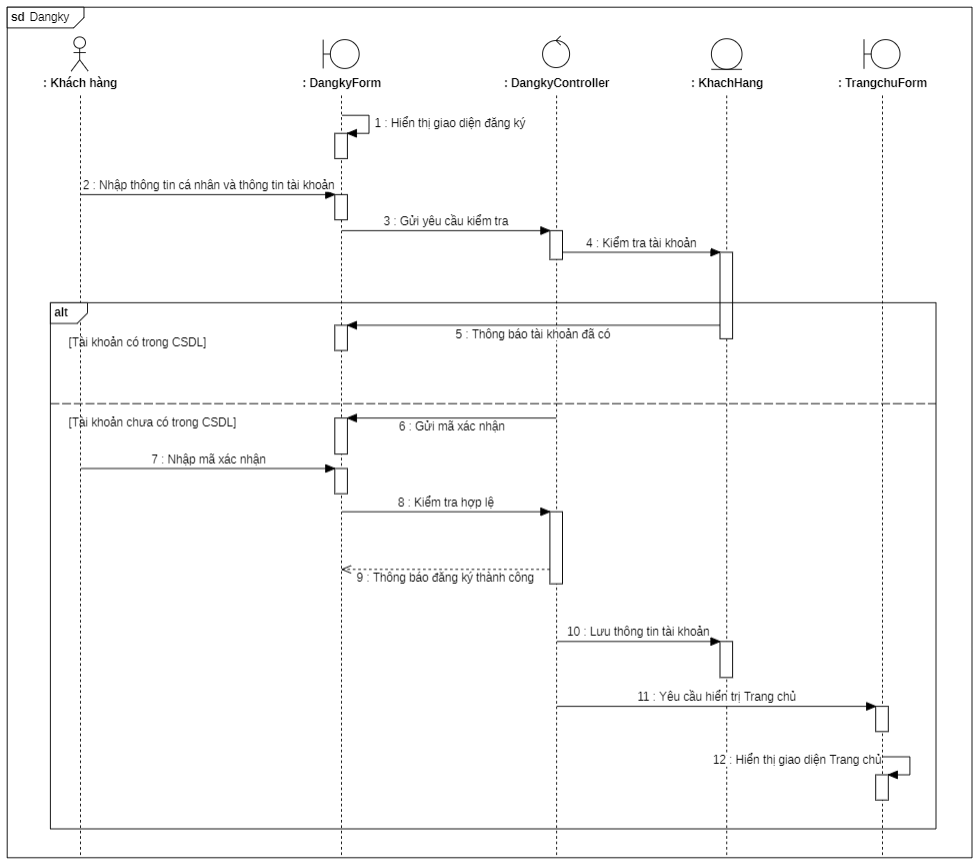 sd Dangky
: Khách hàng
: DangkyForm
: DangkyController
: KhachHang
: TrangchuForm
1 : Hiển thị giao diện đăng ký
2 : Nhập thông tin cá nhân và thông tin tài khoản
3 : Gửi yêu cầu kiểm tra
4 : Kiểm tra tài khoản
alt
5 : Thông báo tài khoản đã có
[Tài khoản có trong CSDL]
[Tài khoản chưa có trong CSDL]
6 : Gửi mã xác nhận
7 : Nhập mã xác nhận
8 : Kiểm tra hợp lệ
9 : Thông báo đăng ký thành công
10 : Lưu thông tin tài khoản
11 : Yêu cầu hiển trị Trang chủ
12 : Hiển thị giao diện Trang chủ